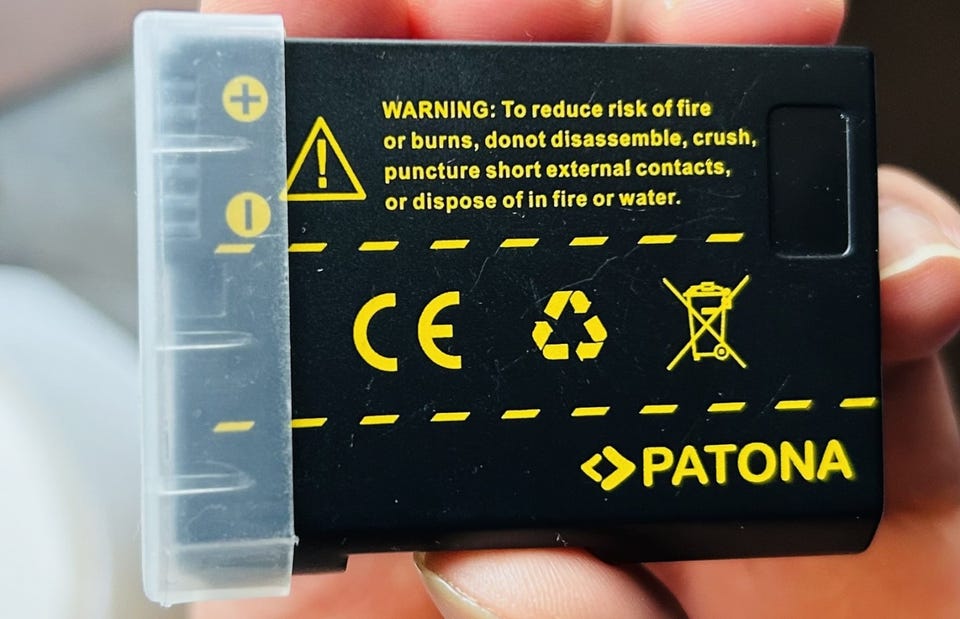 WARNING: To reduce risk of fire
or burns, donot disassemble, crush,
puncture short external contacts,
or dispose of in fire or water.
CE
PATONA